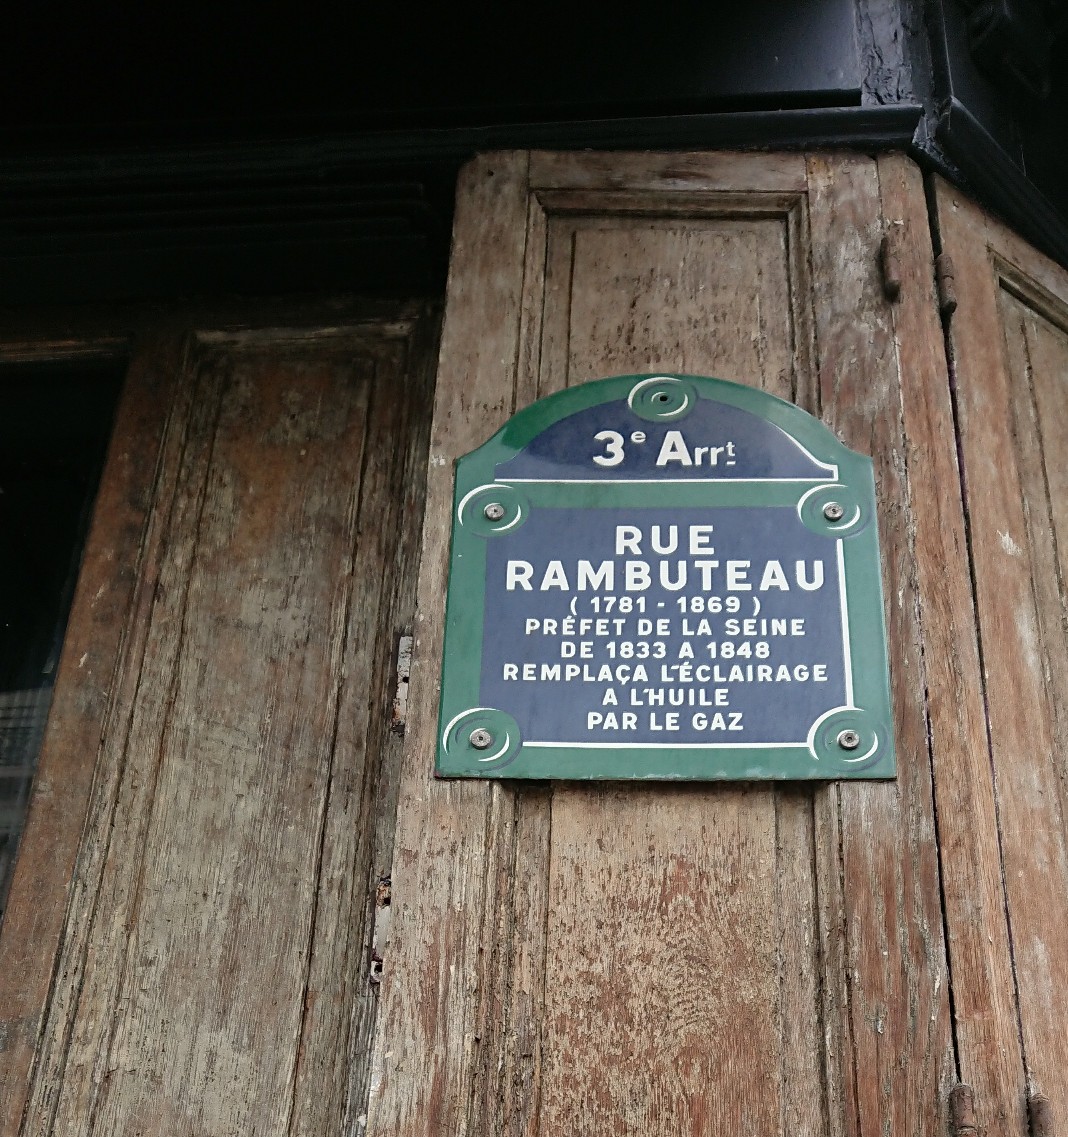 3e Arrt
RUE
RAMBUTEAU
( 1781 - 1869 )
PRÉFET DE LA SEINE
DE 1833 A 1848
REMPLAÇA L'ÉCLAIRAGE
A L'HUILE
PAR LE GAZ